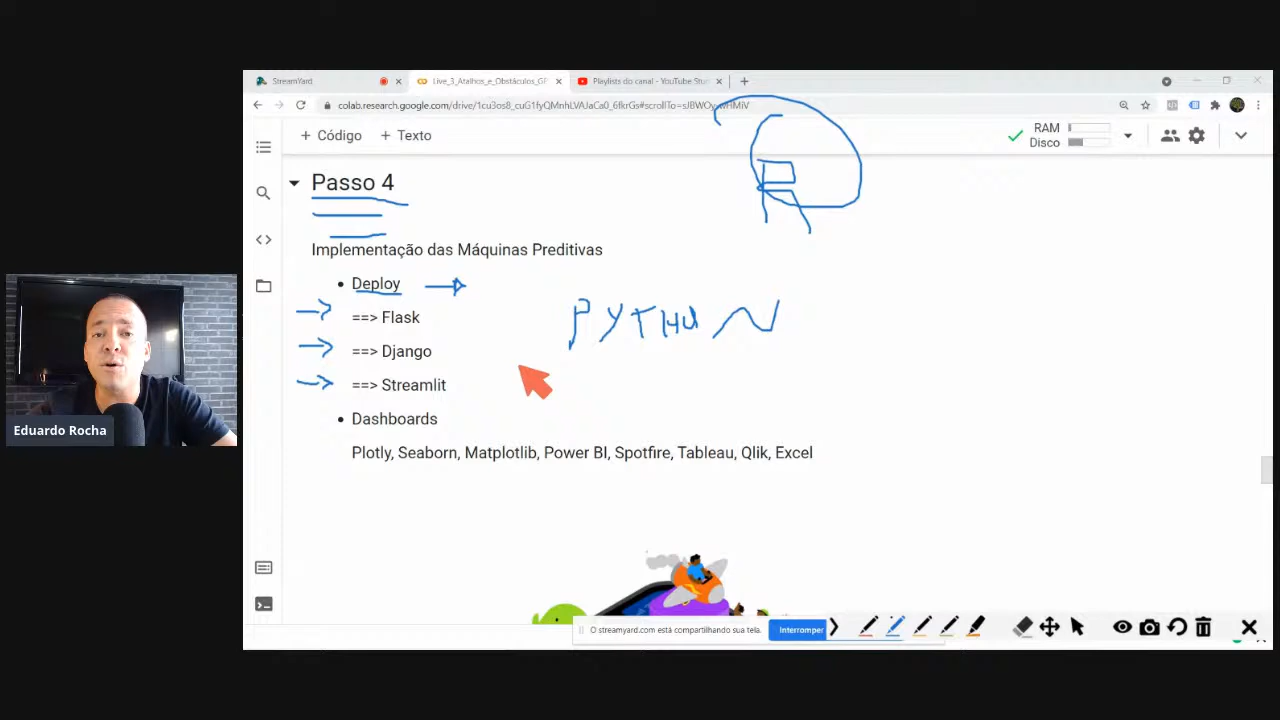 StreamYard
Live_3_Atalhos_e_Obstáculos_GF
Playlists do canal - YouTube Stu
+ Código + Texto
RAM
Disco
Passo 4
Implementação das Máquinas Preditivas
• Deploy
==> Flask
==> Django
==> Streamlit
PYTHON
• Dashboards
Plotly, Seaborn, Matplotlib, Power BI, Spotfire, Tableau, Qlik, Excel
Eduardo Rocha
O streamyard.com está compartilhando sua tela.
Interromper